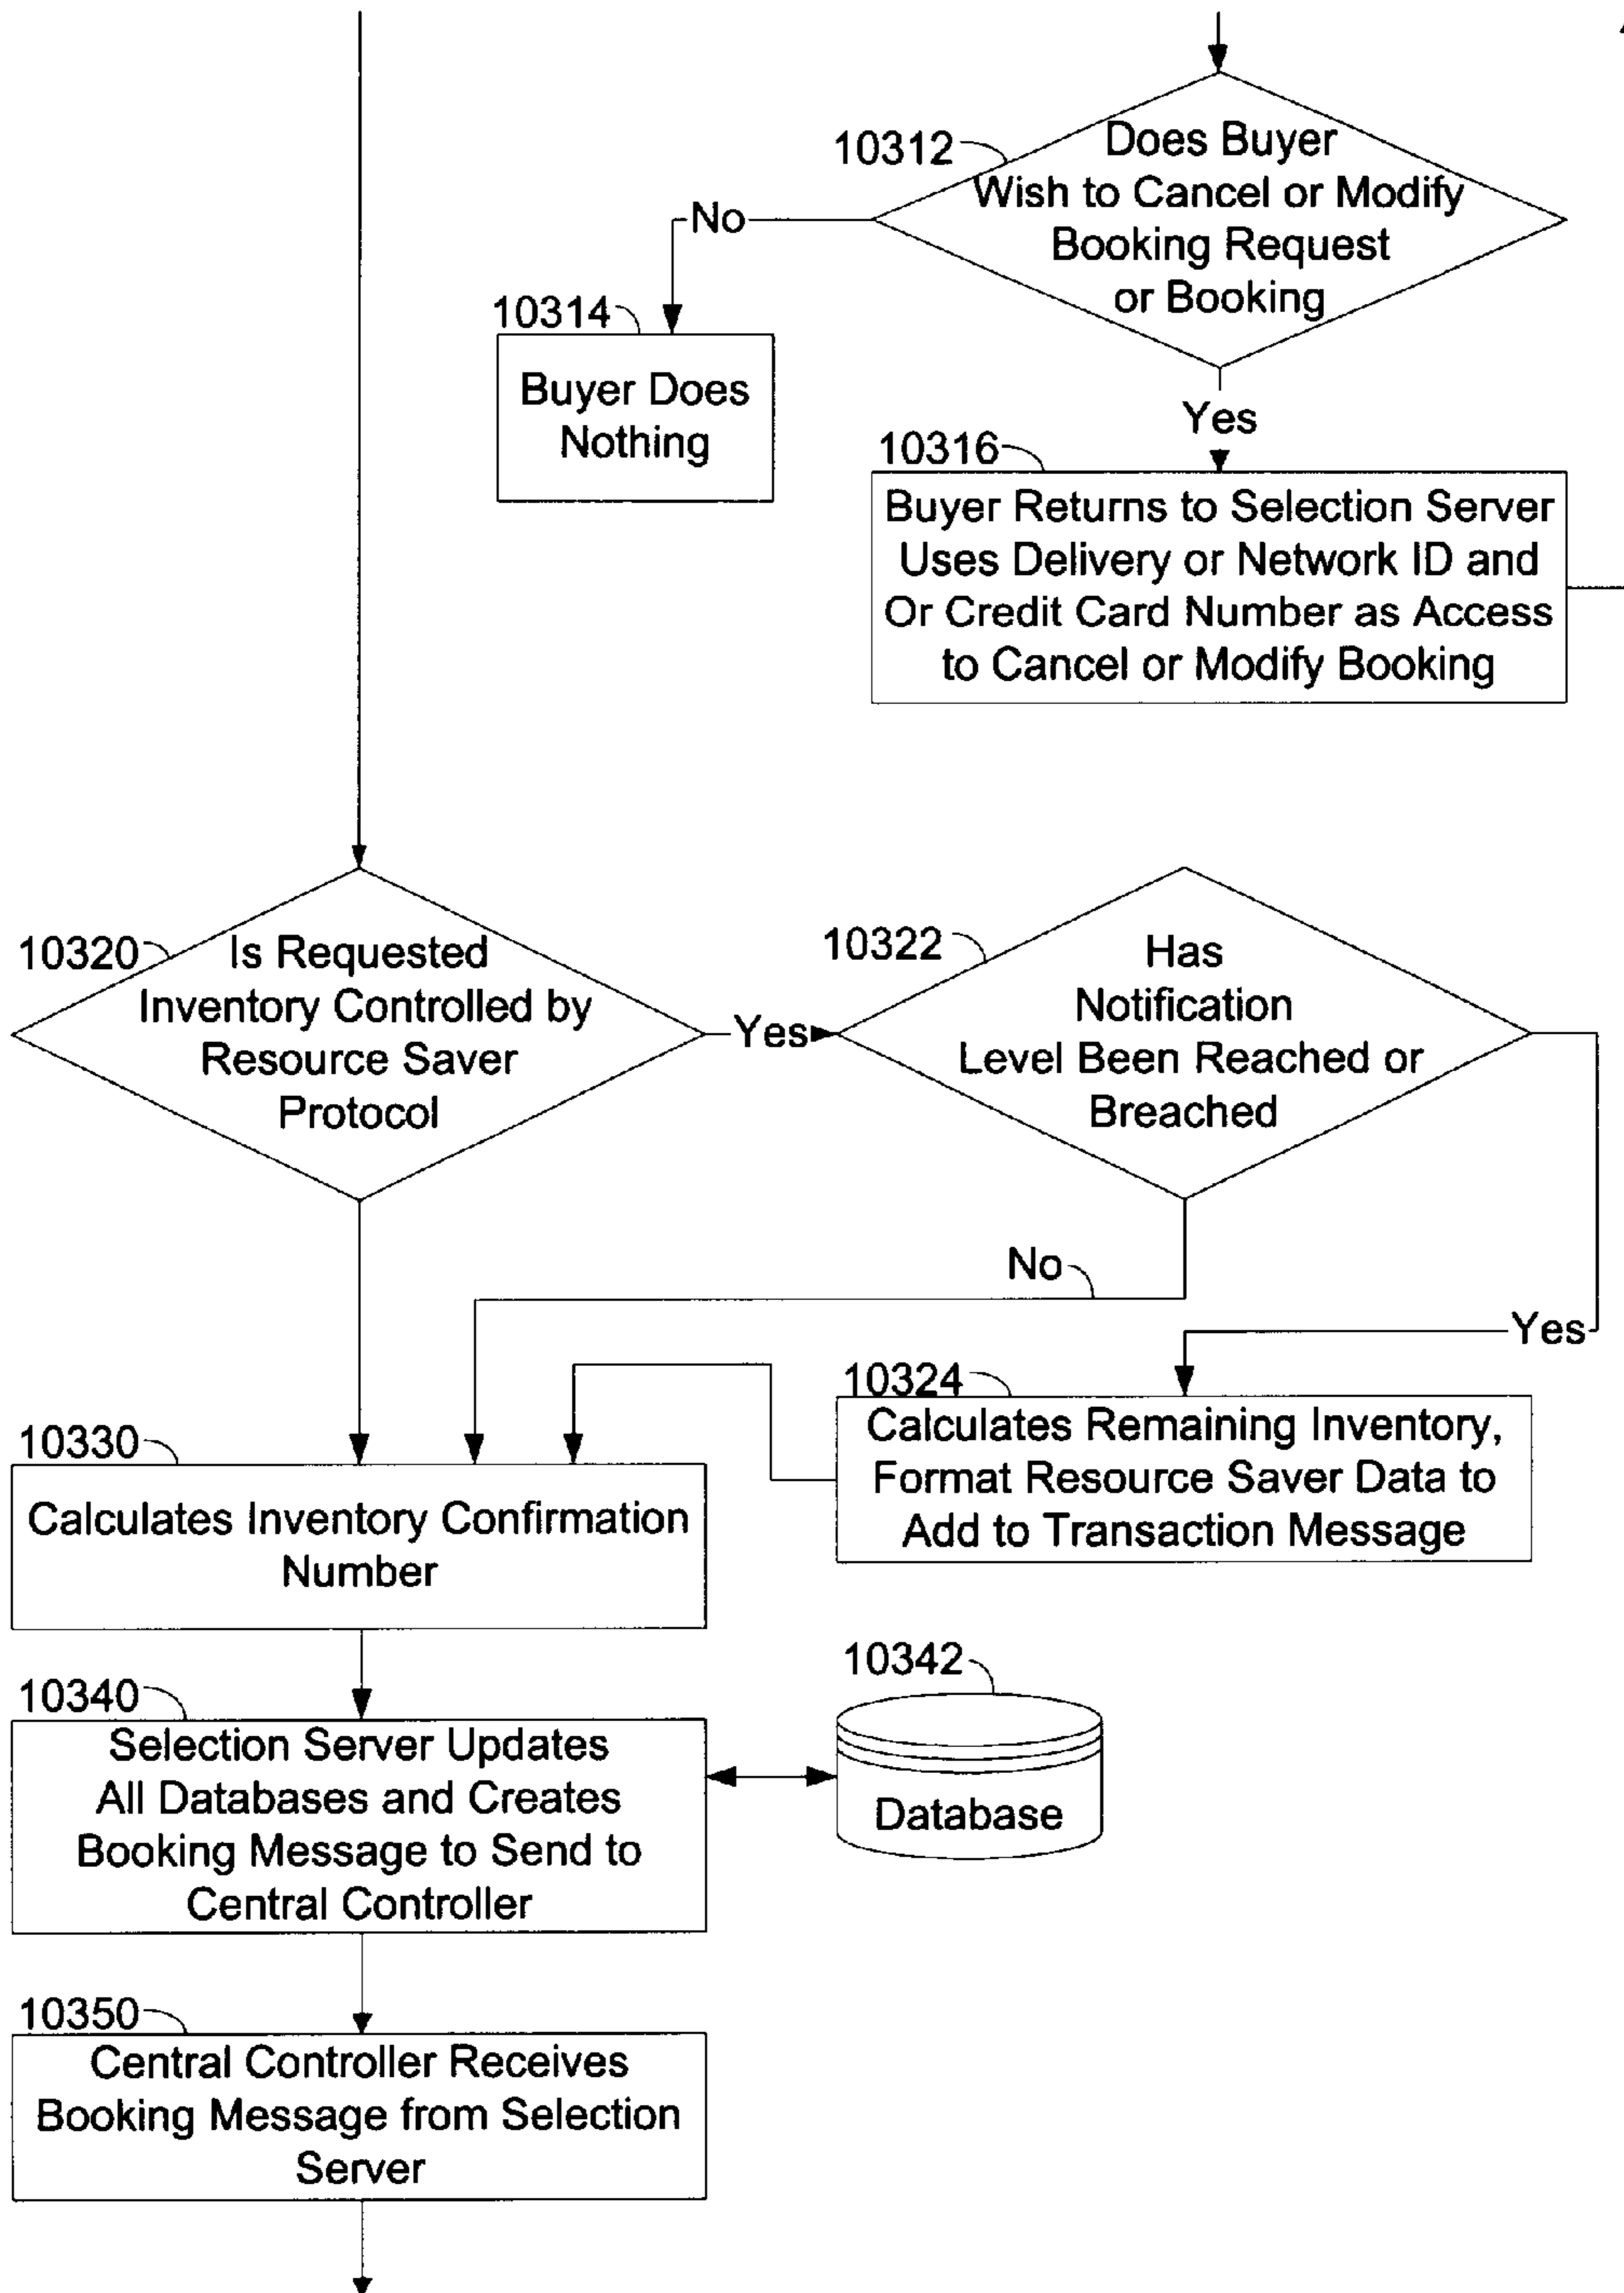 10312
Does Buyer
Wish to Cancel or Modify
Booking Request
or Booking
No
10314
Buyer Does
Nothing
Yes
10316
Buyer Returns to Selection Server
Uses Delivery or Network ID and
Or Credit Card Number as Access
to Cancel or Modify Booking
10320
Is Requested
Inventory Controlled by
Resource Saver
Protocol
Yes
10322
Has
Notification
Level Been Reached or
Breached
No
Yes
10324
Calculates Remaining Inventory,
Format Resource Saver Data to
Add to Transaction Message
10330
Calculates Inventory Confirmation
Number
10340
Selection Server Updates
All Databases and Creates
Booking Message to Send to
Central Controller
10342
Database
10350
Central Controller Receives
Booking Message from Selection
Server